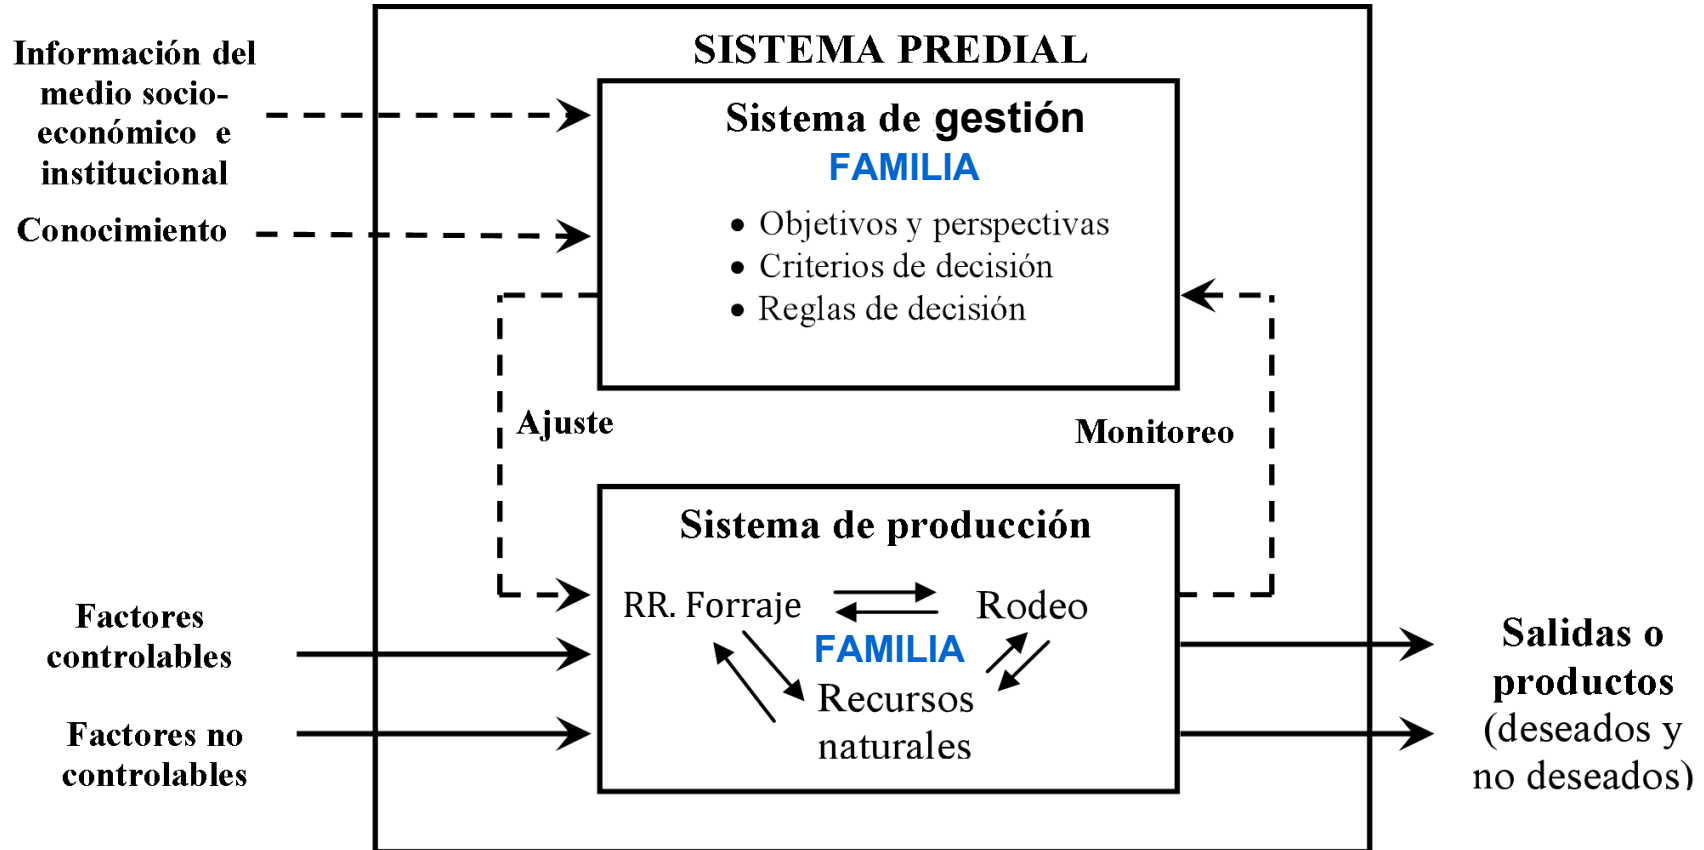 SISTEMA PREDIAL
Información del
medio socio-
económico e
institucional
Conocimiento
Sistema de gestión
FAMILIA
• Objetivos y perspectivas
• Criterios de decisión
• Reglas de decisión
Ajuste
Monitoreo
Sistema de producción
RR. Forraje
Rodeo
FAMILIA
Recursos
naturales
Factores
controlables
Factores no
controlables
Salidas o
productos
(deseados y
no deseados)